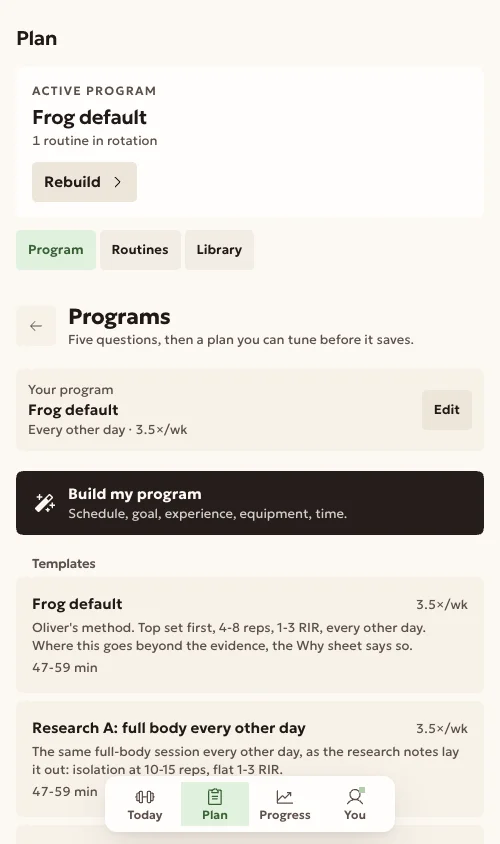 Plan
ACTIVE PROGRAM
Frog default
1 routine in rotation
Rebuild
Program Routines Library
Programs
Five questions, then a plan you can tune before it saves.
Your program
Frog default
Every other day · 3.5×/wk
Edit
Build my program
Schedule, goal, experience, equipment, time.
Templates
Frog default 3.5×/wk
Oliver's method. Top set first, 4-8 reps, 1-3 RIR, every other day.
Where this goes beyond the evidence, the Why sheet says so.
47-59 min
Research A: full body every other day 3.5×/wk
The same full-body session every other day, as the research notes lay
it out: isolation at 10-15 reps, flat 1-3 RIR.
47-59 min
Today Plan Progress You